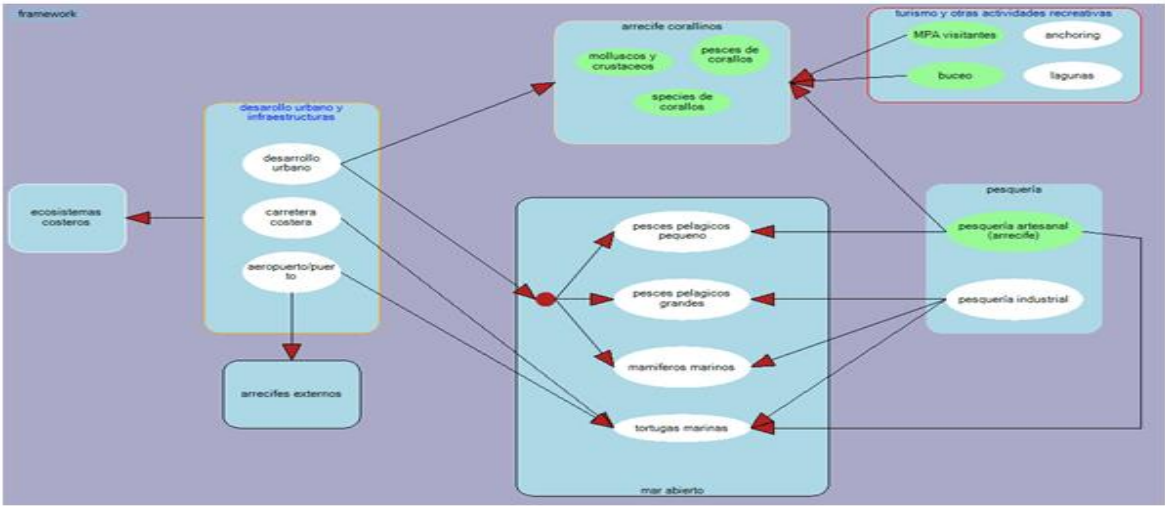 framework
arrecife corallinos
molluscos y
crustaceos
pesces de
corallos
species de
corallos
turismo y otras actividades recreativas
MPA visitantes
anchoring
buceo
lagunas
desarollo urbano y
infraestructuras
desarrollo
urbano
carretera
costera
aeropuerto/puer
to
ecosistemas
costeros
arrecifes externos
pesces pelagicos
pequeno
pesces pelagicos
grandes
mamiferos marinos
tortugas marinas
mar abierto
pesquería
pesquería artesanal
(arrecife)
pesquería industrial